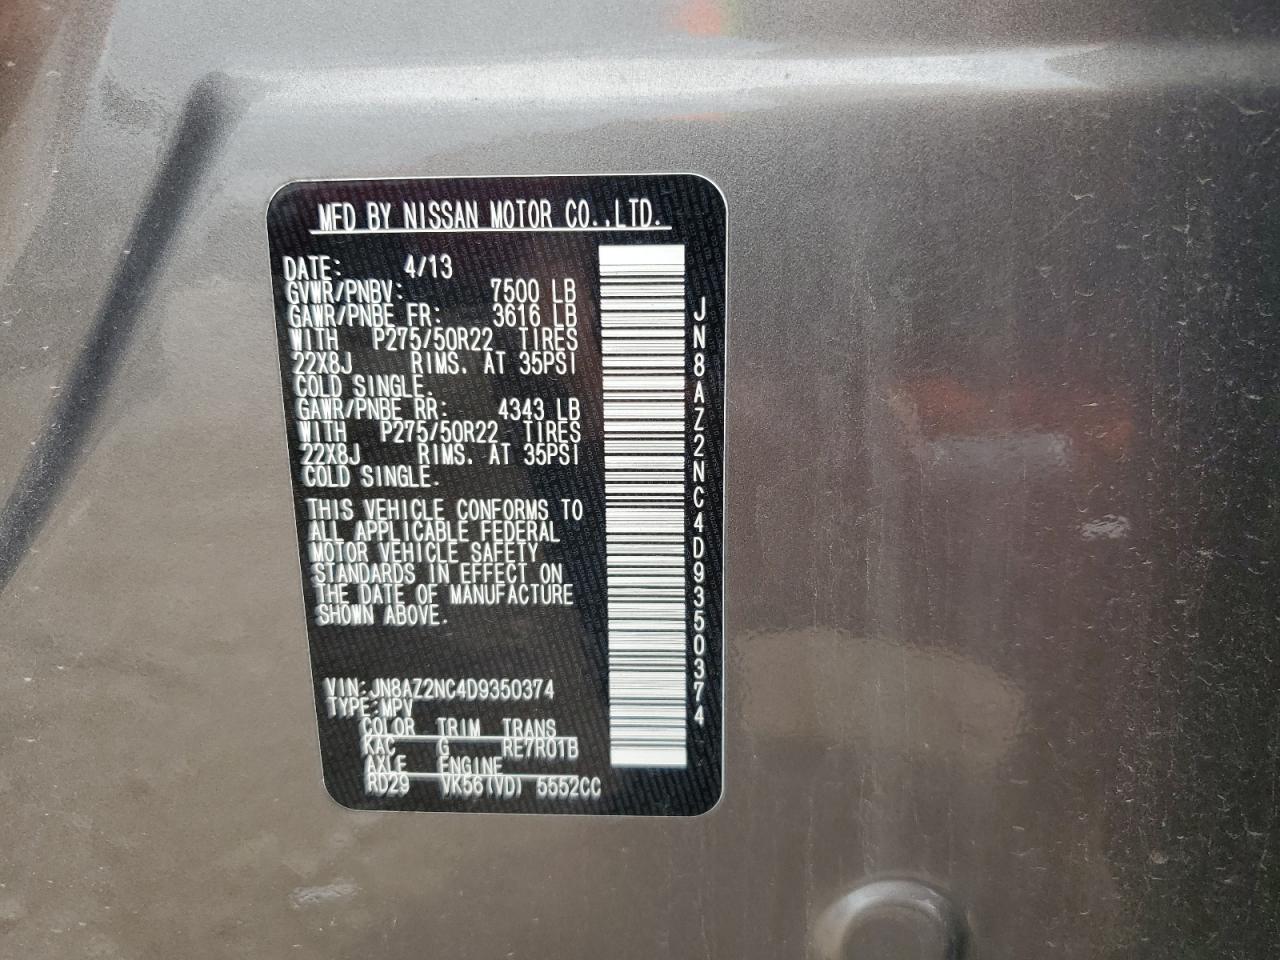 MFD BY NISSAN MOTOR CO.,LTD.
DATE: 4/13
GVWR/PNBV: 7500 LB
GAWR/PNBE FR: 3616 LB
WITH P275/50R22 TIRES
22X8J RIMS. AT 35PSI
COLD SINGLE.
GAWR/PNBE RR: 4343 LB
WITH P275/50R22 TIRES
22X8J RIMS. AT 35PSI
COLD SINGLE.
THIS VEHICLE CONFORMS TO
ALL APPLICABLE FEDERAL
MOTOR VEHICLE SAFETY
STANDARDS IN EFFECT ON
THE DATE OF MANUFACTURE
SHOWN ABOVE.
VIN:JN8AZ2NC4D9350374
TYPE:MPV
COLOR TRIM TRANS
KAC G RE7R01B
AXLE ENGINE
RD29 VK56(VD) 5552CC
JN8AZ2NC4D9350374